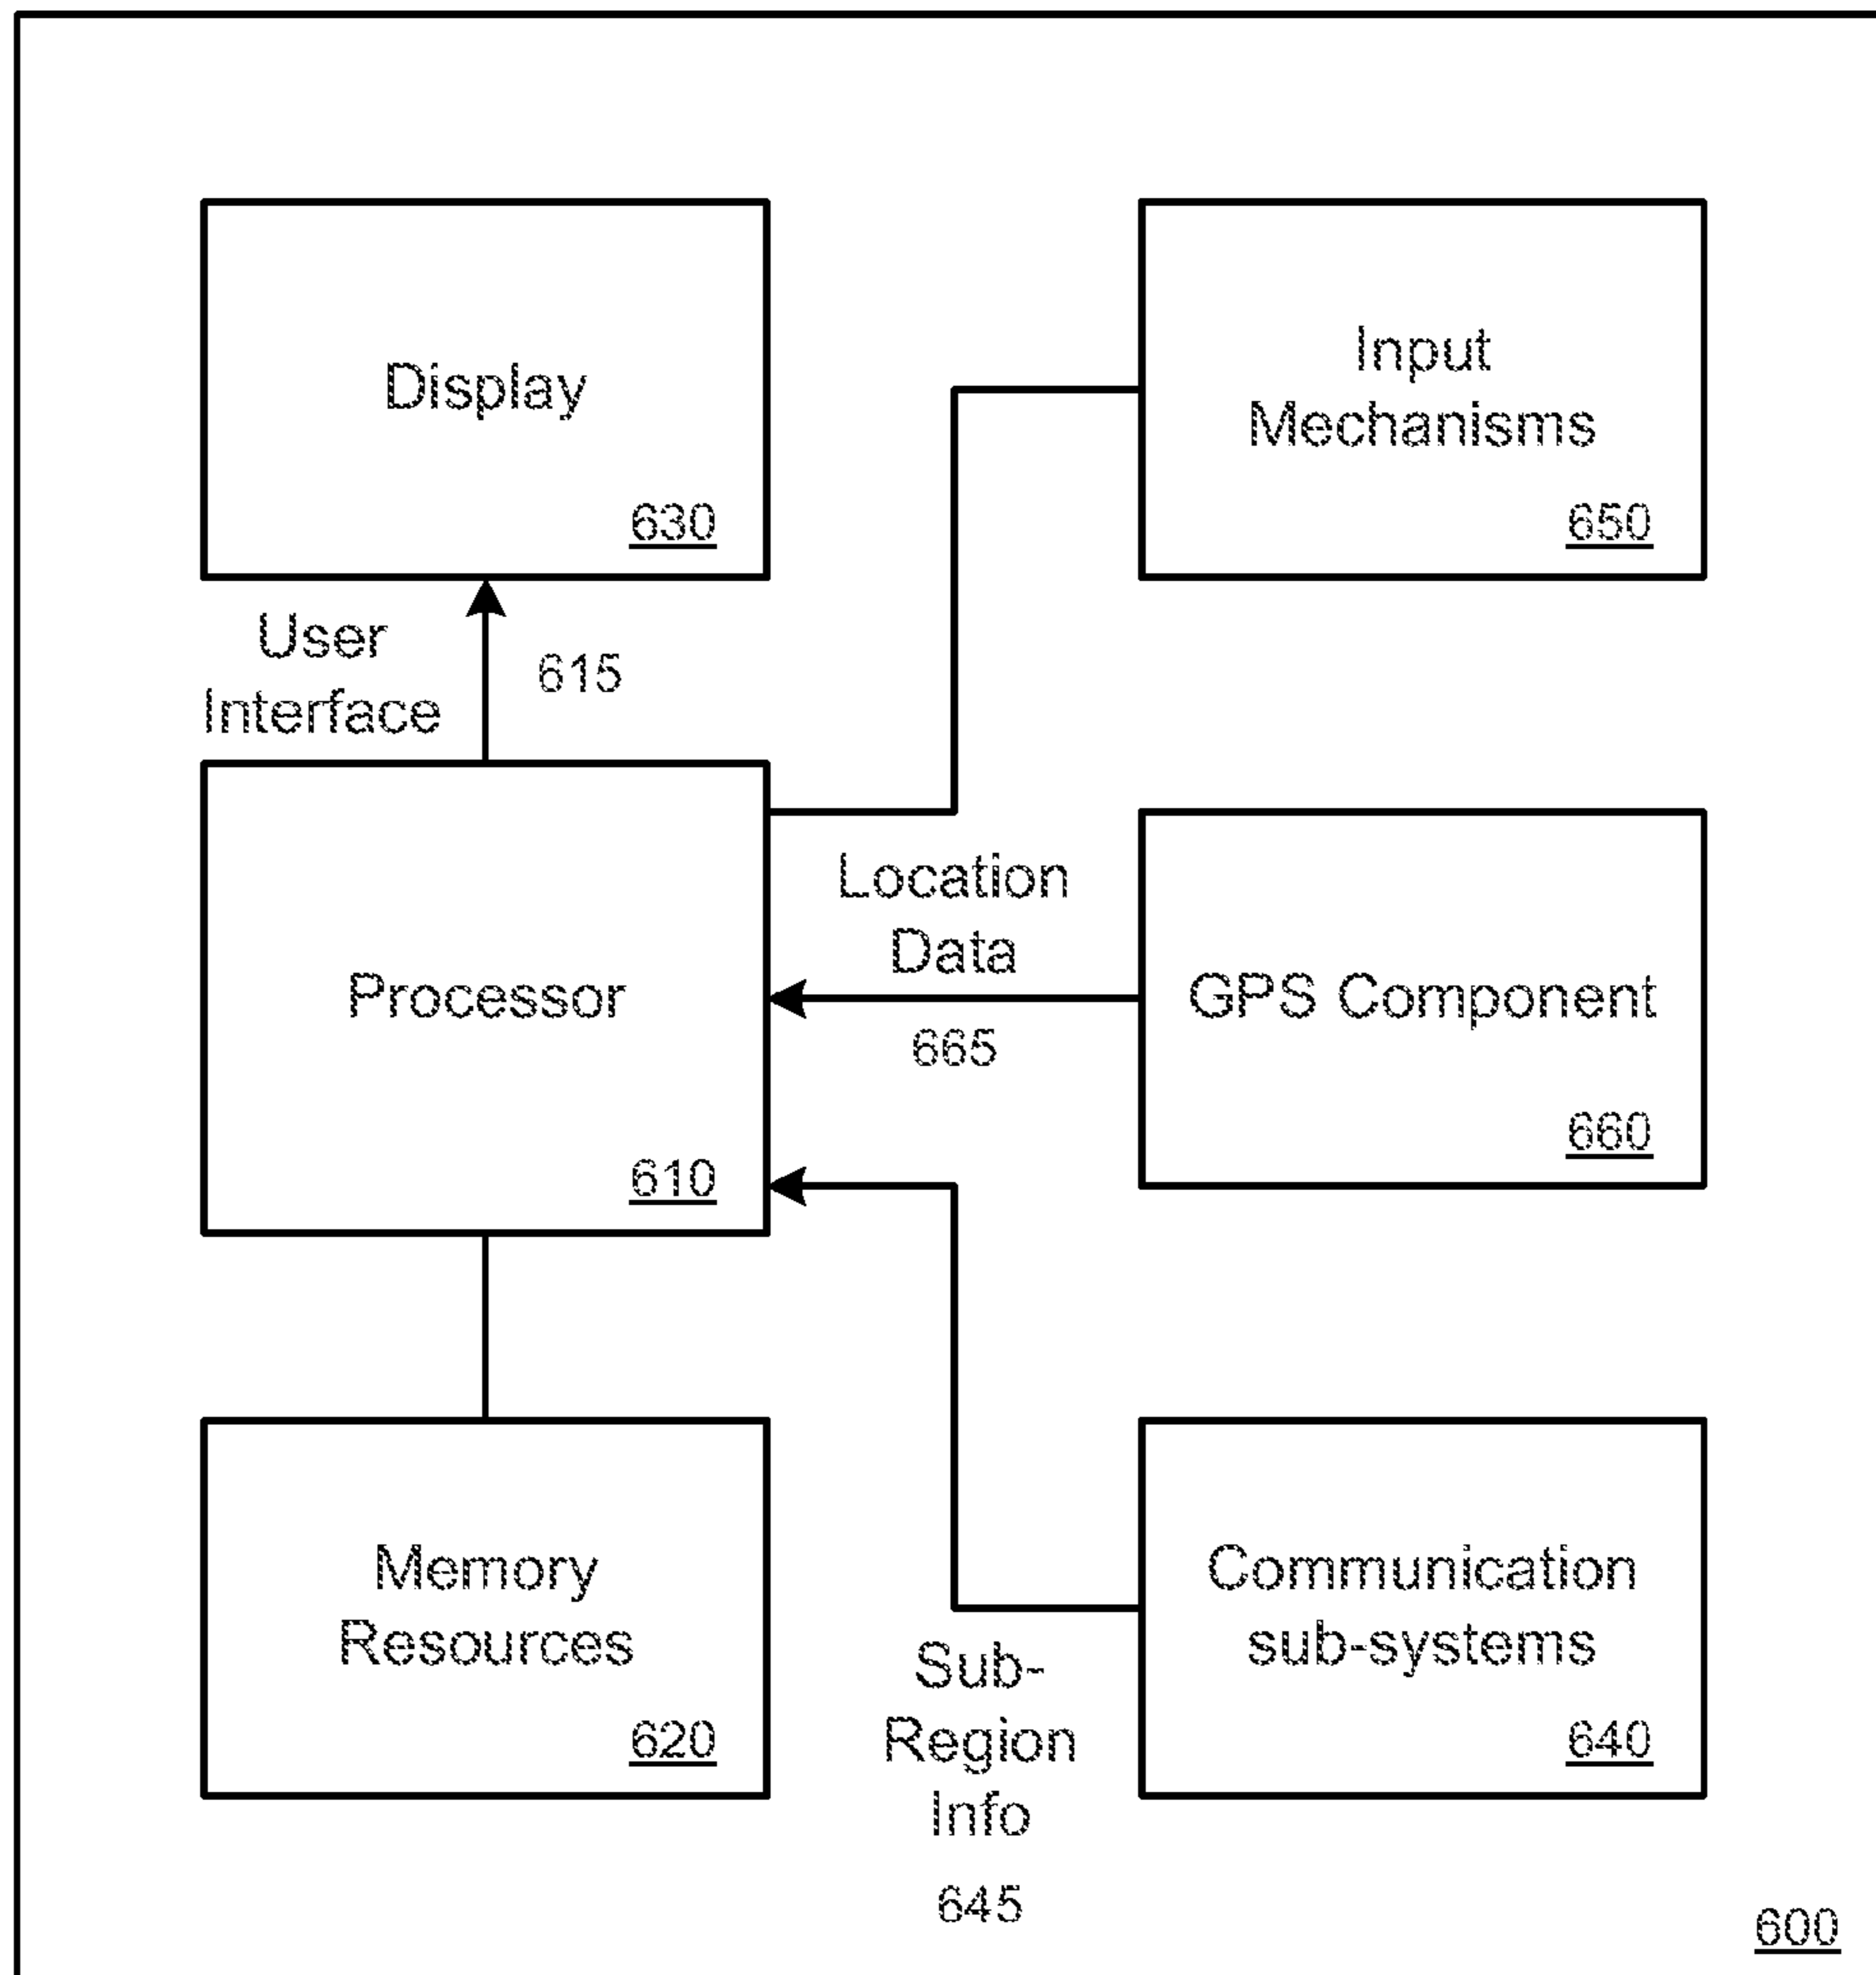 Display
630
Input
Mechanisms
650
User
Interface
615
Processor
610
Location
Data
665
GPS Component
660
Memory
Resources
620
Sub-
Region
Info
645
Communication
sub-systems
640
600